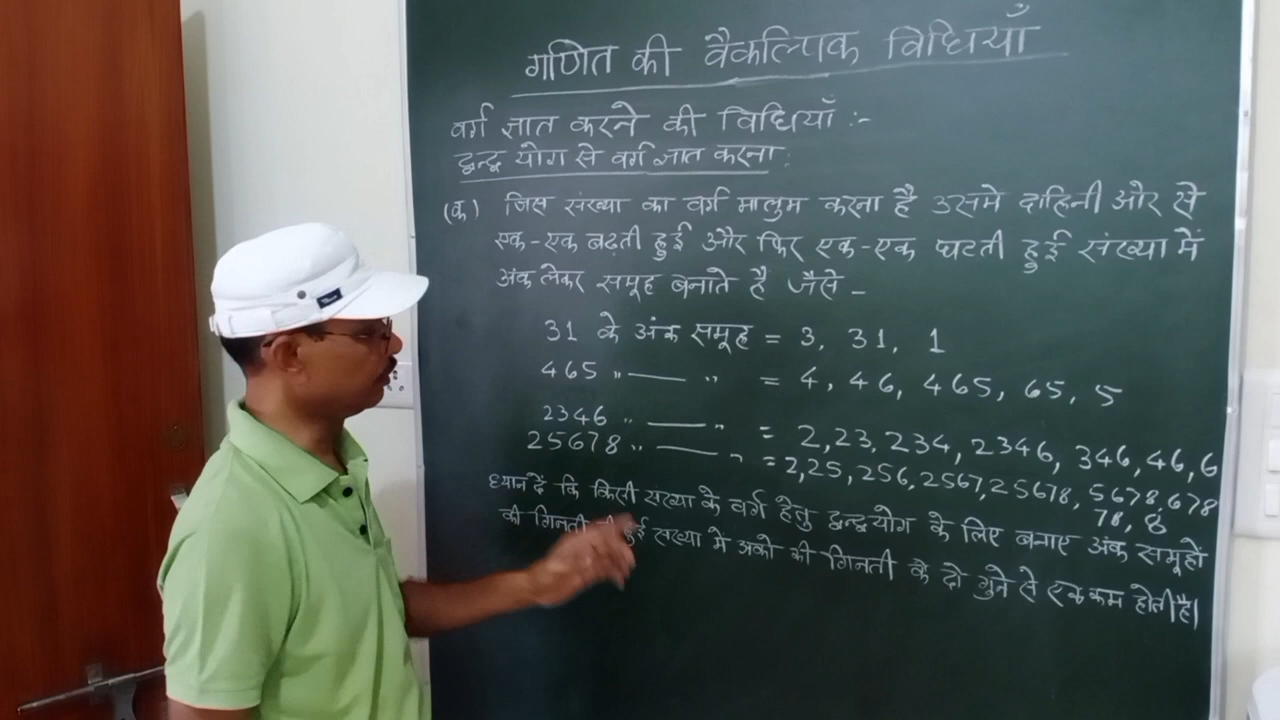 गणित की वैकल्पिक विधियाँ
वर्ग ज्ञात करने की विधियाँ :-
द्वन्द्व योग से वर्ग ज्ञात करना :
(क) जिस संख्या का वर्ग मालुम करना है उसमे दाहिनी ओर से
एक-एक बढ़ती हुई और फिर एक-एक घटती हुई संख्या में
अंक लेकर समूह बनाते है जैसे -
31 के अंक समूह = 3, 31, 1
465 ,, —— ,, = 4, 46, 465, 65, 5
2346 ,, —— ,, = 2, 23, 234, 2346, 346, 46, 6
25678 ,, —— ,, = 2, 25, 256, 2567, 25678, 5678, 678
78, 8
ध्यान दें कि किसी संख्या के वर्ग हेतु द्वन्द्वयोग के लिए बनाए अंक समूहों
की गिनती हुई संख्या मे अंको की गिनती के दो गुने से एक कम होती है।